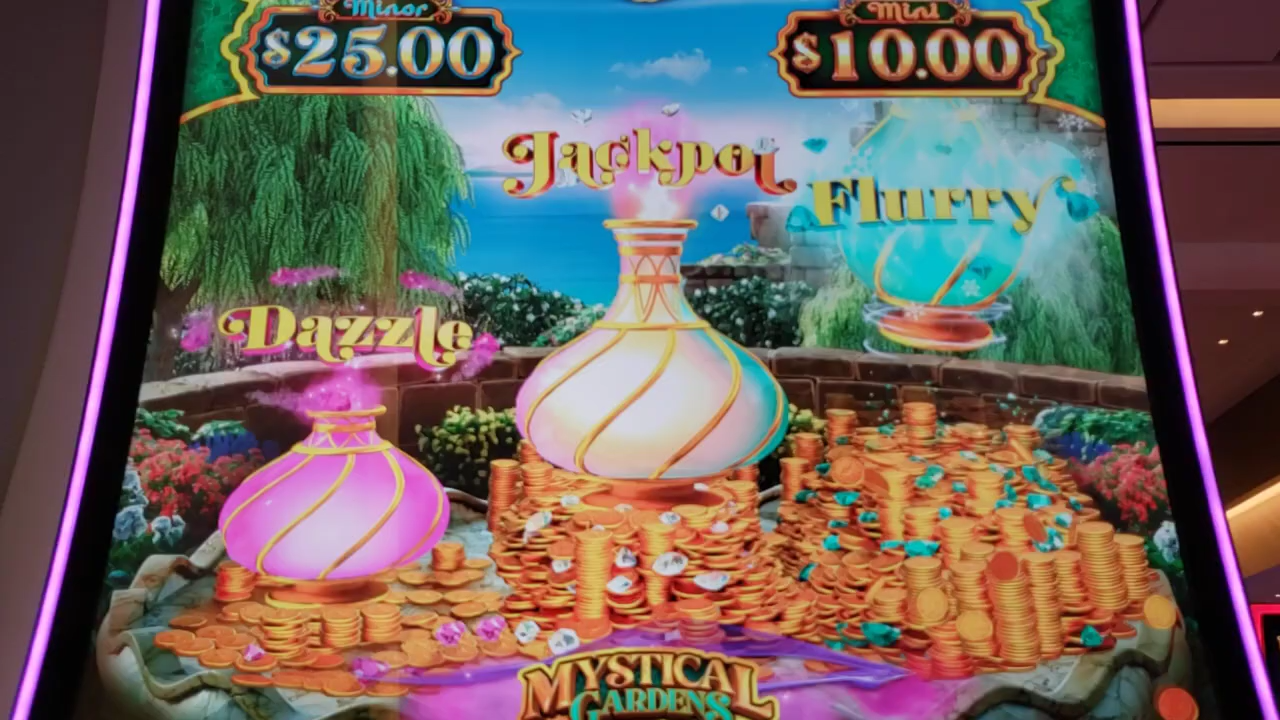 Minor
$25.00
Mini
$10.00
Jackpot
Flurry
Dazzle
MYSTICAL
GARDENS